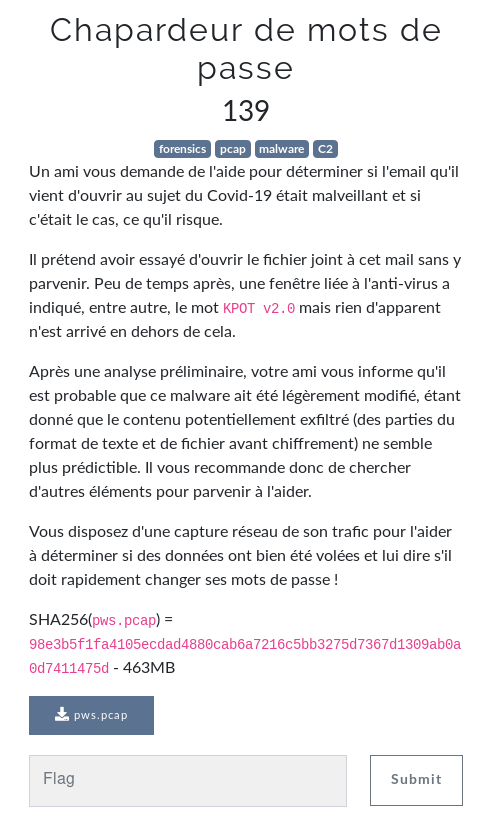 Chapardeur de mots de
passe
139
forensics pcap malware C2
Un ami vous demande de l'aide pour déterminer si l'email qu'il
vient d'ouvrir au sujet du Covid-19 était malveillant et si
c'était le cas, ce qu'il risque.
Il prétend avoir essayé d'ouvrir le fichier joint à cet mail sans y
parvenir. Peu de temps après, une fenêtre liée à l'anti-virus a
indiqué, entre autre, le mot KPOT v2.0 mais rien d'apparent
n'est arrivé en dehors de cela.
Après une analyse préliminaire, votre ami vous informe qu'il
est probable que ce malware ait été légèrement modifié, étant
donné que le contenu potentiellement exfiltré (des parties du
format de texte et de fichier avant chiffrement) ne semble
plus prédictible. Il vous recommande donc de chercher
d'autres éléments pour parvenir à l'aider.
Vous disposez d'une capture réseau de son trafic pour l'aider
à déterminer si des données ont bien été volées et lui dire s'il
doit rapidement changer ses mots de passe !
SHA256(pws.pcap) =
98e3b5f1fa4105ecdad4880cab6a7216c5bb3275d7367d1309ab0a
0d7411475d - 463MB
pws.pcap
Flag
Submit